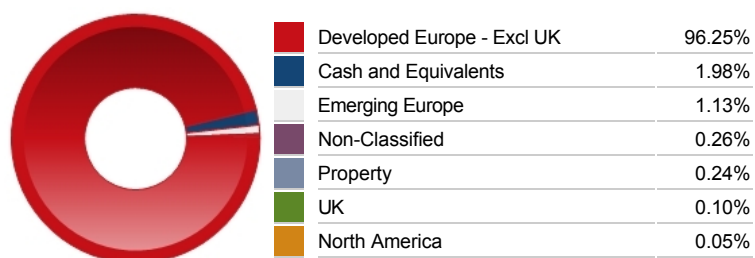 Developed Europe - Excl UK 96.25%
Cash and Equivalents 1.98%
Emerging Europe 1.13%
Non-Classified 0.26%
Property 0.24%
UK 0.10%
North America 0.05%